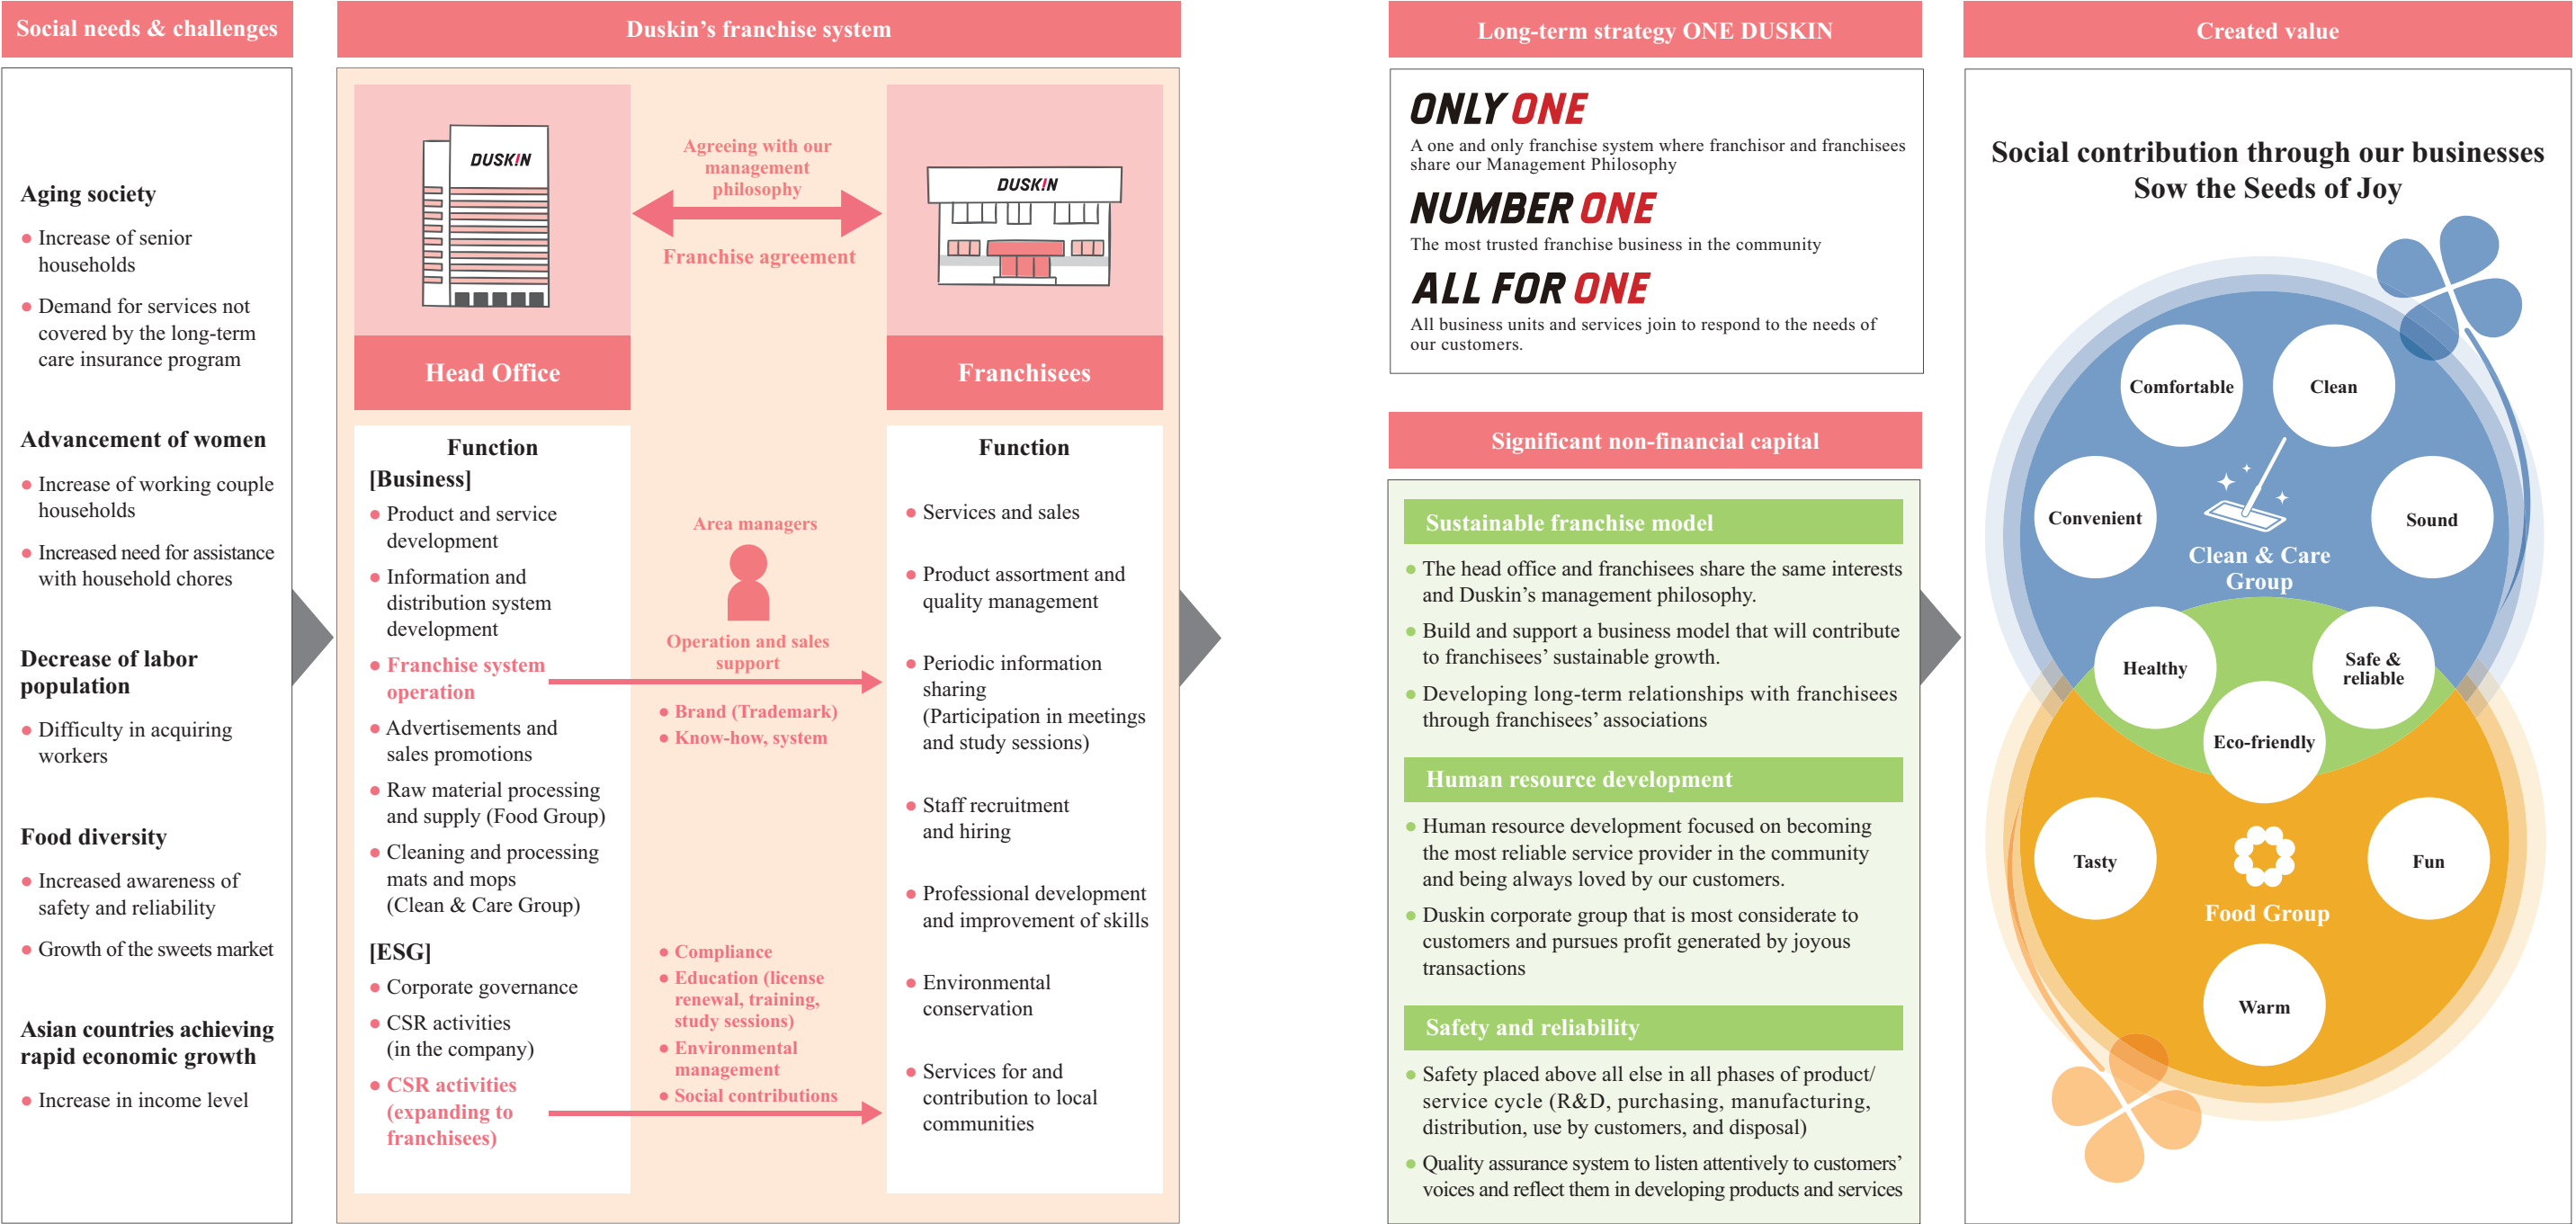 Social needs & challenges
Aging society
● Increase of senior
households
● Demand for services not
covered by the long-term
care insurance program
Advancement of women
● Increase of working couple
households
● Increased need for assistance
with household chores
Decrease of labor
population
● Difficulty in acquiring
workers
Food diversity
● Increased awareness of
safety and reliability
● Growth of the sweets market
Asian countries achieving
rapid economic growth
● Increase in income level
Duskin’s franchise system
DUSKIN
Head Office
Agreeing with our
management
philosophy
Franchise agreement
DUSKIN
Franchisees
Function
[Business]
● Product and service
development
● Information and
distribution system
development
● Franchise system
operation
● Advertisements and
sales promotions
● Raw material processing
and supply (Food Group)
● Cleaning and processing
mats and mops
(Clean & Care Group)
[ESG]
● Corporate governance
● CSR activities
(in the company)
● CSR activities
(expanding to
franchisees)
Area managers
Operation and sales
support
● Brand (Trademark)
● Know-how, system
● Compliance
● Education (license
renewal, training,
study sessions)
● Environmental
management
● Social contributions
Function
● Services and sales
● Product assortment and
quality management
● Periodic information
sharing
(Participation in meetings
and study sessions)
● Staff recruitment
and hiring
● Professional development
and improvement of skills
● Environmental
conservation
● Services for and
contribution to local
communities
Long-term strategy ONE DUSKIN
ONLY ONE
A one and only franchise system where franchisor and franchisees
share our Management Philosophy
NUMBER ONE
The most trusted franchise business in the community
ALL FOR ONE
All business units and services join to respond to the needs of
our customers.
Significant non-financial capital
Sustainable franchise model
● The head office and franchisees share the same interests
and Duskin’s management philosophy.
● Build and support a business model that will contribute
to franchisees’ sustainable growth.
● Developing long-term relationships with franchisees
through franchisees’ associations
Human resource development
● Human resource development focused on becoming
the most reliable service provider in the community
and being always loved by our customers.
● Duskin corporate group that is most considerate to
customers and pursues profit generated by joyous
transactions
Safety and reliability
● Safety placed above all else in all phases of product/
service cycle (R&D, purchasing, manufacturing,
distribution, use by customers, and disposal)
● Quality assurance system to listen attentively to customers’
voices and reflect them in developing products and services
Created value
Social contribution through our businesses
Sow the Seeds of Joy
Comfortable
Clean
Convenient
Sound
Clean & Care
Group
Healthy
Safe &
reliable
Eco-friendly
Tasty
Fun
Food Group
Warm